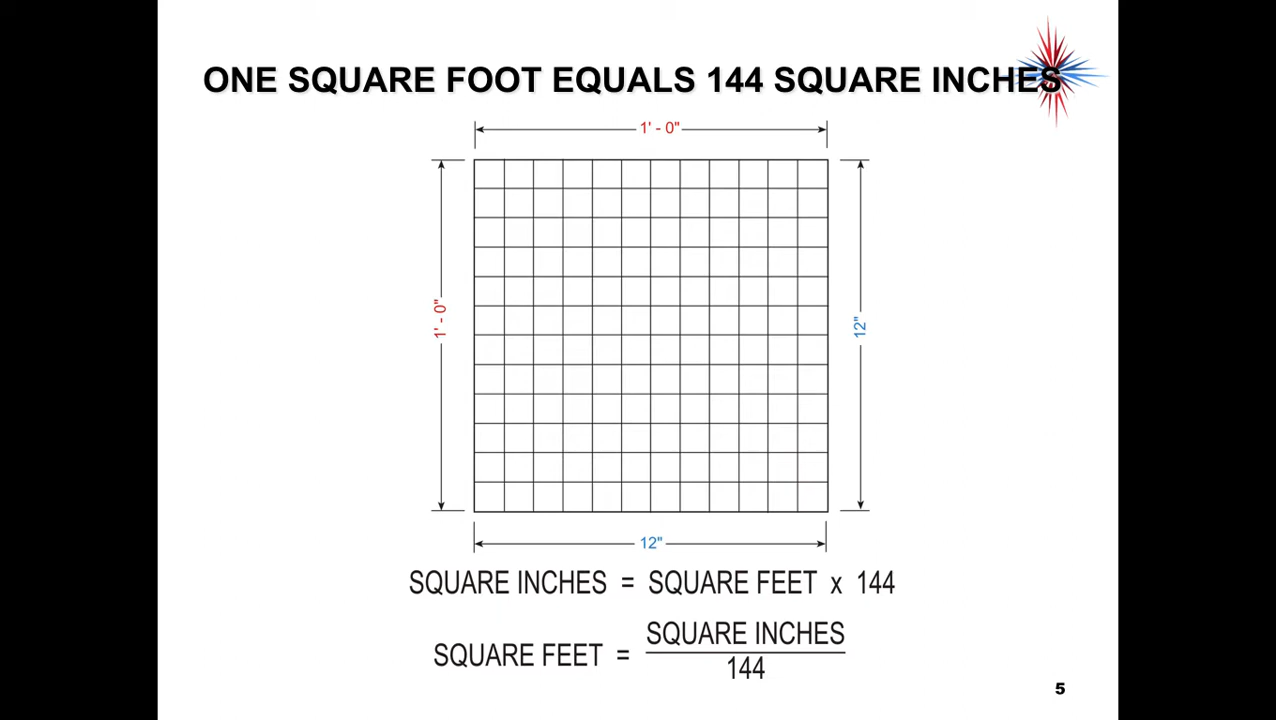 ONE SQUARE FOOT EQUALS 144 SQUARE INCHES
1' - 0"
1' - 0"
12"
12"
SQUARE INCHES = SQUARE FEET x 144
SQUARE FEET = SQUARE INCHES
144
5